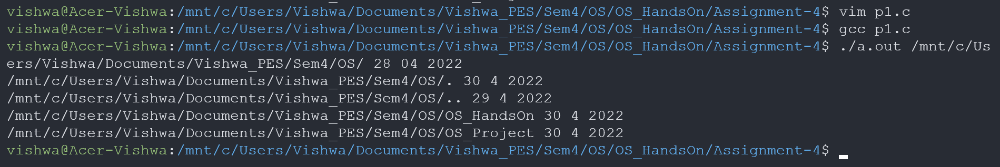 vishwa@Acer-Vishwa:/mnt/c/Users/Vishwa/Documents/Vishwa_PES/Sem4/OS/OS_HandsOn/Assignment-4$ vim p1.c
vishwa@Acer-Vishwa:/mnt/c/Users/Vishwa/Documents/Vishwa_PES/Sem4/OS/OS_HandsOn/Assignment-4$ gcc p1.c
vishwa@Acer-Vishwa:/mnt/c/Users/Vishwa/Documents/Vishwa_PES/Sem4/OS/OS_HandsOn/Assignment-4$ ./a.out /mnt/c/Us
ers/Vishwa/Documents/Vishwa_PES/Sem4/OS/ 28 04 2022
/mnt/c/Users/Vishwa/Documents/Vishwa_PES/Sem4/OS/. 30 4 2022
/mnt/c/Users/Vishwa/Documents/Vishwa_PES/Sem4/OS/.. 29 4 2022
/mnt/c/Users/Vishwa/Documents/Vishwa_PES/Sem4/OS/OS_HandsOn 30 4 2022
/mnt/c/Users/Vishwa/Documents/Vishwa_PES/Sem4/OS/OS_Project 30 4 2022
vishwa@Acer-Vishwa:/mnt/c/Users/Vishwa/Documents/Vishwa_PES/Sem4/OS/OS_HandsOn/Assignment-4$